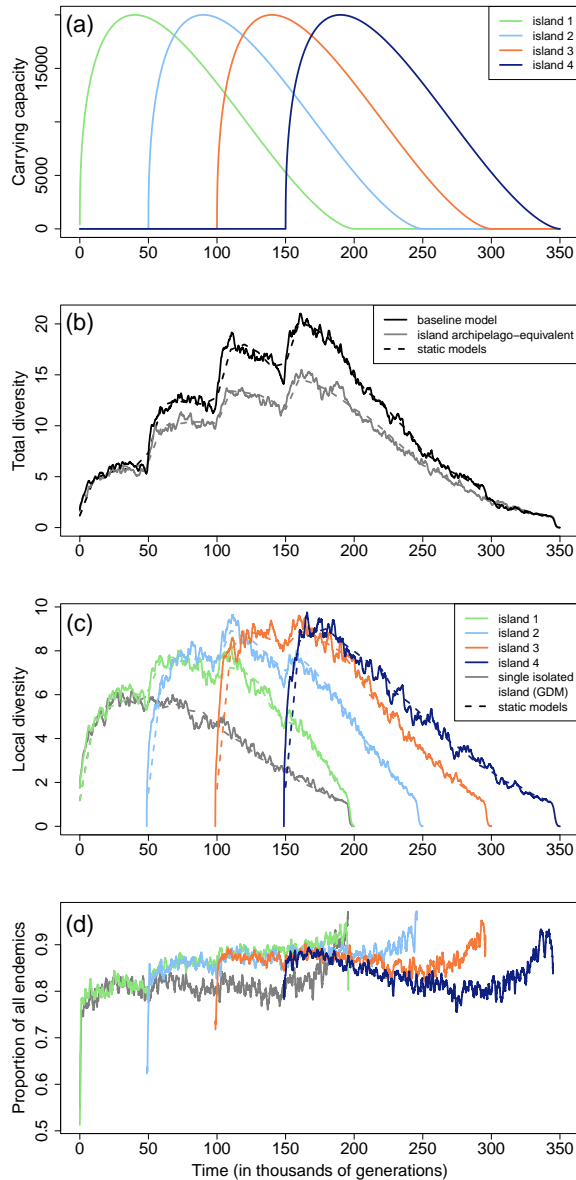 (a)
island 1
island 2
island 3
island 4
Carrying capacity
0
5000
15000
0 50 100 150 200 250 300 350
(b)
baseline model
island archipelago−equivalent
static models
Total diversity
0
5
10
15
20
0 50 100 150 200 250 300 350
(c)
island 1
island 2
island 3
island 4
single isolated
island (GDM)
static models
Local diversity
0
2
4
6
8
10
0 50 100 150 200 250 300 350
(d)
Proportion of all endemics
0.5
0.6
0.7
0.8
0.9
0 50 100 150 200 250 300 350
Time (in thousands of generations)